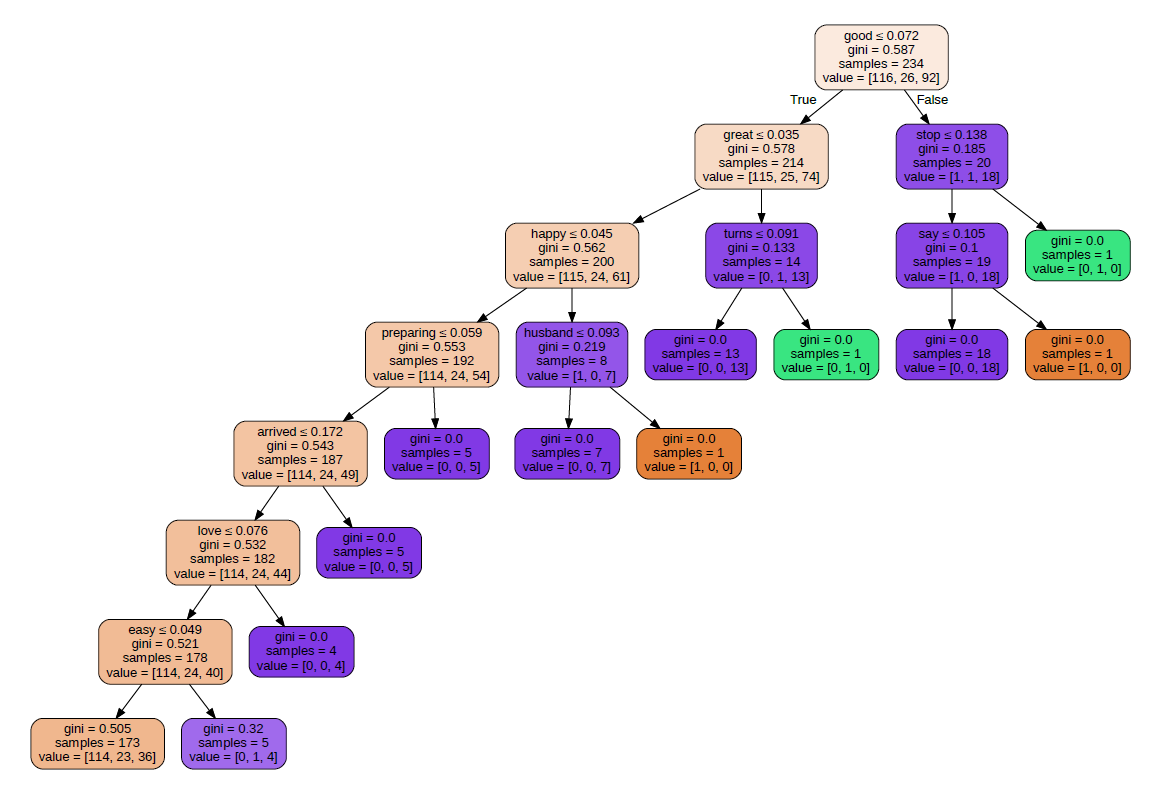 good ≤ 0.072
gini = 0.587
samples = 234
value = [116, 26, 92]
True
False
great ≤ 0.035
gini = 0.578
samples = 214
value = [115, 25, 74]
stop ≤ 0.138
gini = 0.185
samples = 20
value = [1, 1, 18]
happy ≤ 0.045
gini = 0.562
samples = 200
value = [115, 24, 61]
turns ≤ 0.091
gini = 0.133
samples = 14
value = [0, 1, 13]
say ≤ 0.105
gini = 0.1
samples = 19
value = [1, 0, 18]
gini = 0.0
samples = 1
value = [0, 1, 0]
preparing ≤ 0.059
gini = 0.553
samples = 192
value = [114, 24, 54]
husband ≤ 0.093
gini = 0.219
samples = 8
value = [1, 0, 7]
gini = 0.0
samples = 13
value = [0, 0, 13]
gini = 0.0
samples = 1
value = [0, 1, 0]
gini = 0.0
samples = 18
value = [0, 0, 18]
gini = 0.0
samples = 1
value = [1, 0, 0]
arrived ≤ 0.172
gini = 0.543
samples = 187
value = [114, 24, 49]
gini = 0.0
samples = 5
value = [0, 0, 5]
gini = 0.0
samples = 7
value = [0, 0, 7]
gini = 0.0
samples = 1
value = [1, 0, 0]
love ≤ 0.076
gini = 0.532
samples = 182
value = [114, 24, 44]
gini = 0.0
samples = 5
value = [0, 0, 5]
easy ≤ 0.049
gini = 0.521
samples = 178
value = [114, 24, 40]
gini = 0.0
samples = 4
value = [0, 0, 4]
gini = 0.505
samples = 173
value = [114, 23, 36]
gini = 0.32
samples = 5
value = [0, 1, 4]